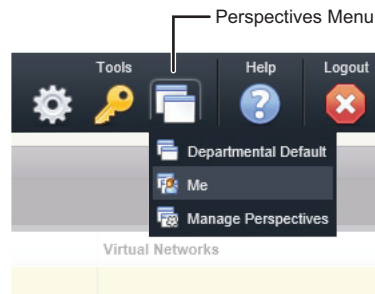 Perspectives Menu
Tools Help Logout
Departmental Default
Me
Manage Perspectives
Virtual Networks